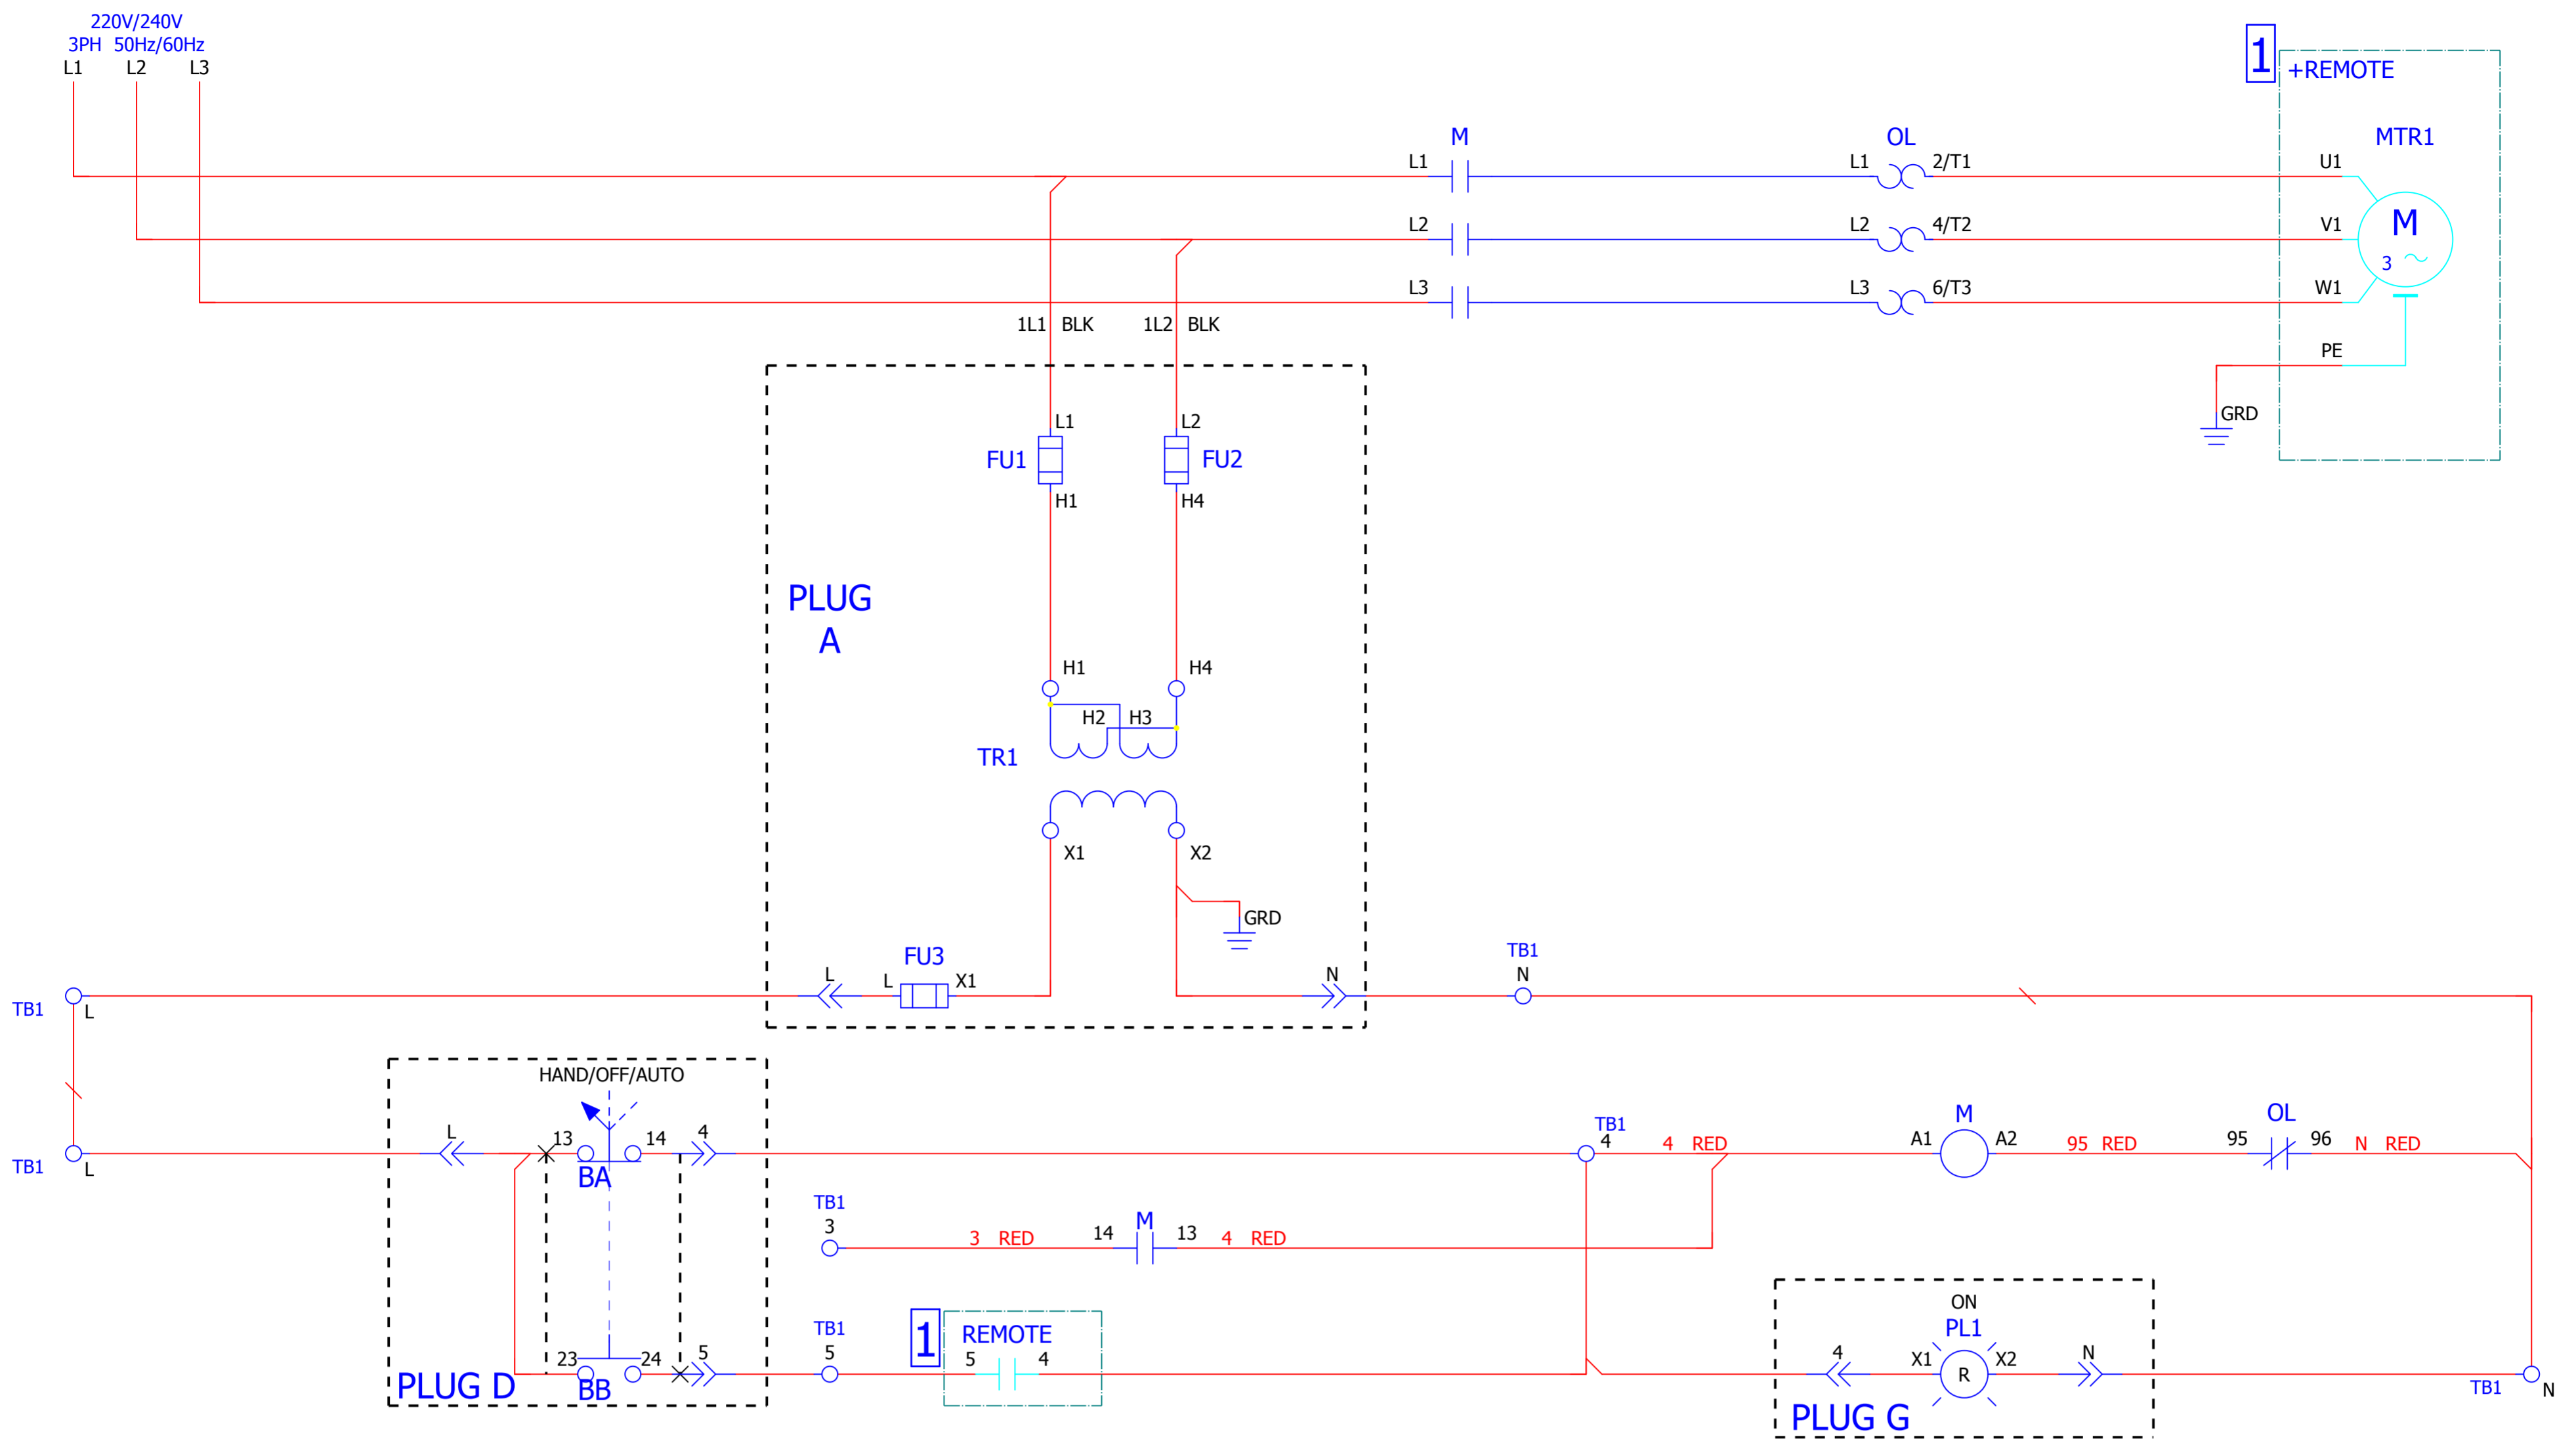 220V/240V
3PH 50Hz/60Hz
L1 L2 L3
1
+REMOTE
M
OL
MTR1
L1
L1
2/T1
U1
L2
L2
4/T2
V1
M
3
L3
L3
6/T3
W1
1L1 BLK
1L2 BLK
PE
GRD
L1
L2
FU1
FU2
H1
H4
PLUG
A
H1
H4
H2 H3
TR1
X1
X2
GRD
FU3
L
L
X1
N
TB1
N
TB1
L
HAND/OFF/AUTO
L
13
14
4
BA
TB1
L
TB1
4
4 RED
A1
M
A2
95 RED
95
OL
96
N RED
TB1
3
3 RED
14
M
13
4 RED
TB1
5
1
REMOTE
5
4
23
24
5
BB
PLUG D
ON
PL1
4
X1
R
X2
N
PLUG G
TB1
N